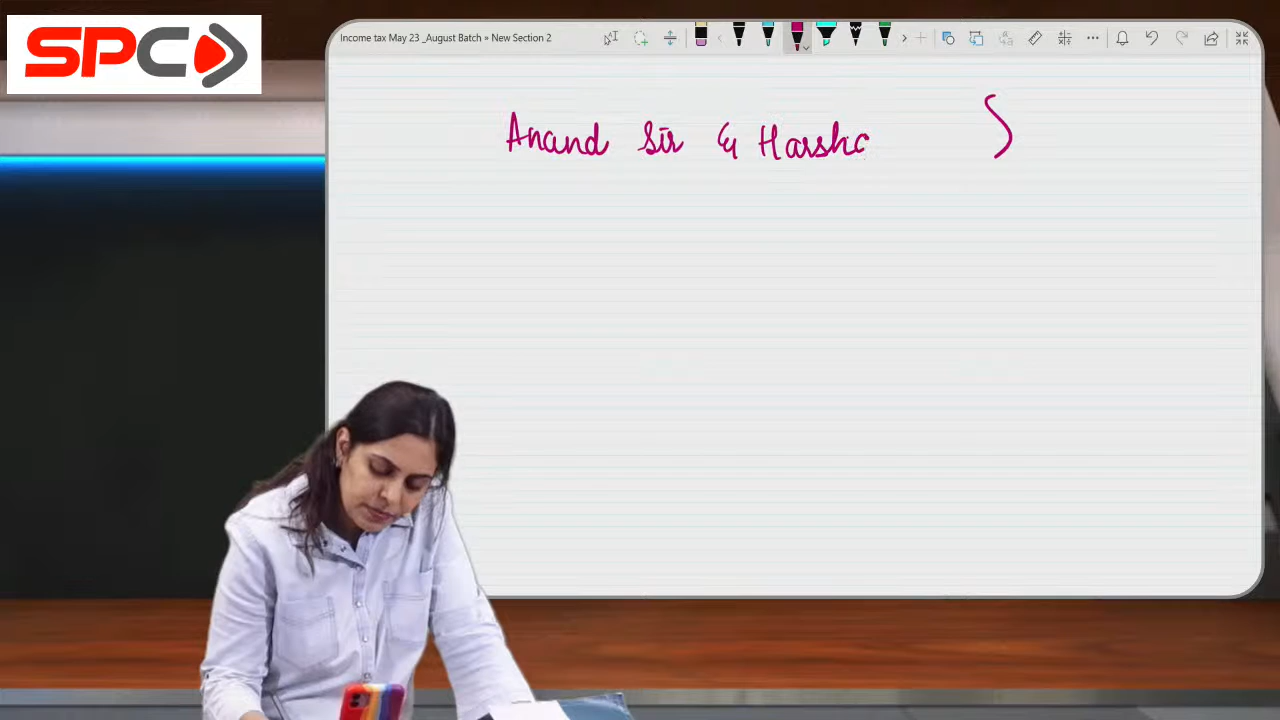 SPC
Income tax May 23 _August Batch » New Section 2
Anand Sir & Harsha